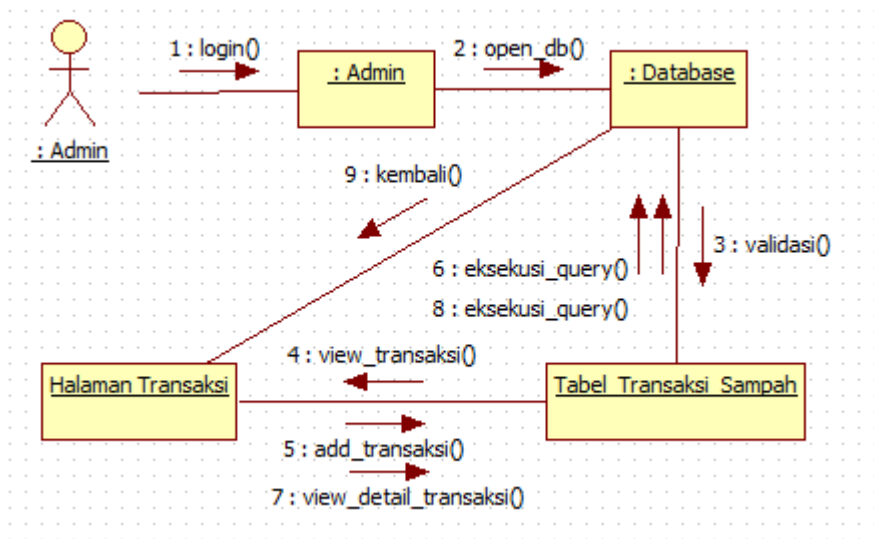 1 : login()
2 : open_db()
: Admin
: Database
: Admin
9 : kembali()
3 : validasi()
6 : eksekusi_query()
8 : eksekusi_query()
4 : view_transaksi()
Halaman Transaksi
Tabel_Transaksi_Sampah
5 : add_transaksi()
7 : view_detail_transaksi()